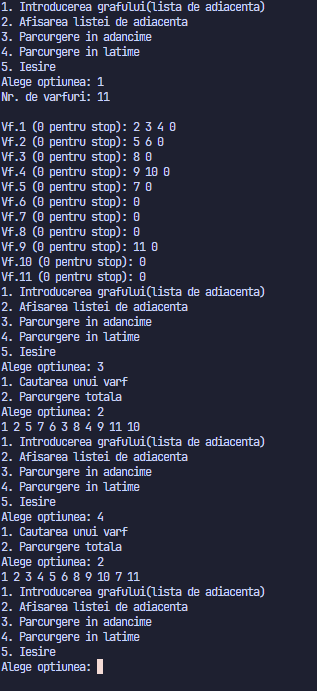 1. Introducerea grafului(lista de adiacenta)
2. Afisarea listei de adiacenta
3. Parcurgere in adancime
4. Parcurgere in latime
5. Iesire
Alege optiunea: 1
Nr. de varfuri: 11
Vf.1 (0 pentru stop): 2 3 4 0
Vf.2 (0 pentru stop): 5 6 0
Vf.3 (0 pentru stop): 8 0
Vf.4 (0 pentru stop): 9 10 0
Vf.5 (0 pentru stop): 7 0
Vf.6 (0 pentru stop): 0
Vf.7 (0 pentru stop): 0
Vf.8 (0 pentru stop): 0
Vf.9 (0 pentru stop): 11 0
Vf.10 (0 pentru stop): 0
Vf.11 (0 pentru stop): 0
1. Introducerea grafului(lista de adiacenta)
2. Afisarea listei de adiacenta
3. Parcurgere in adancime
4. Parcurgere in latime
5. Iesire
Alege optiunea: 3
1. Cautarea unui varf
2. Parcurgere totala
Alege optiunea: 2
1 2 5 7 6 3 8 4 9 11 10
1. Introducerea grafului(lista de adiacenta)
2. Afisarea listei de adiacenta
3. Parcurgere in adancime
4. Parcurgere in latime
5. Iesire
Alege optiunea: 4
1. Cautarea unui varf
2. Parcurgere totala
Alege optiunea: 2
1 2 3 4 5 6 8 9 10 7 11
1. Introducerea grafului(lista de adiacenta)
2. Afisarea listei de adiacenta
3. Parcurgere in adancime
4. Parcurgere in latime
5. Iesire
Alege optiunea: